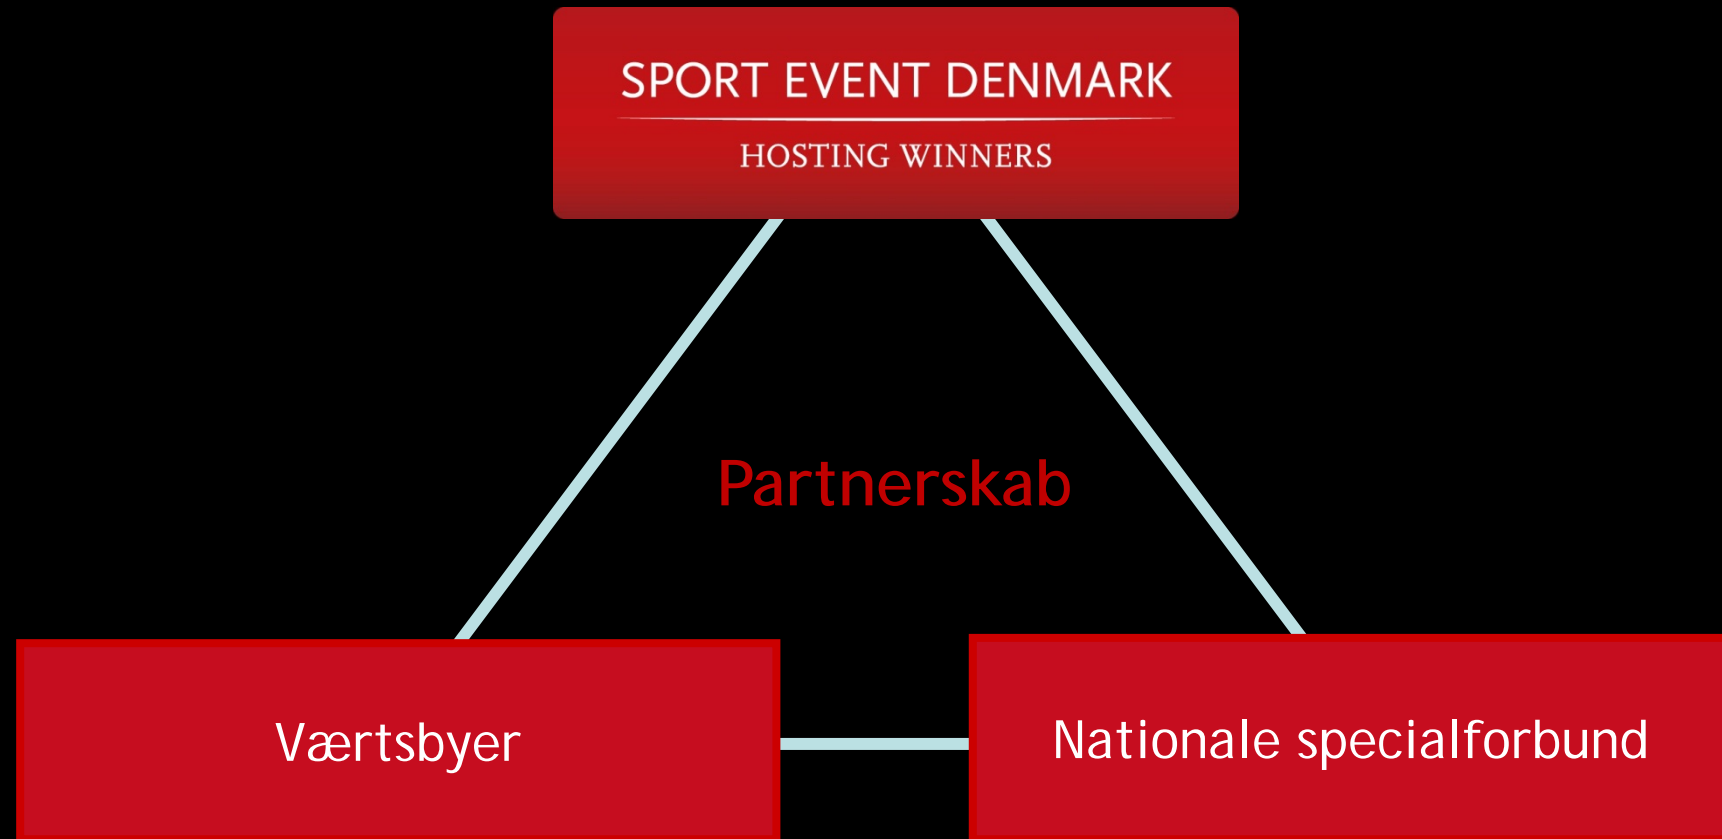 SPORT EVENT DENMARK
HOSTING WINNERS
Partnerskab
Værtsbyer
Nationale specialforbund